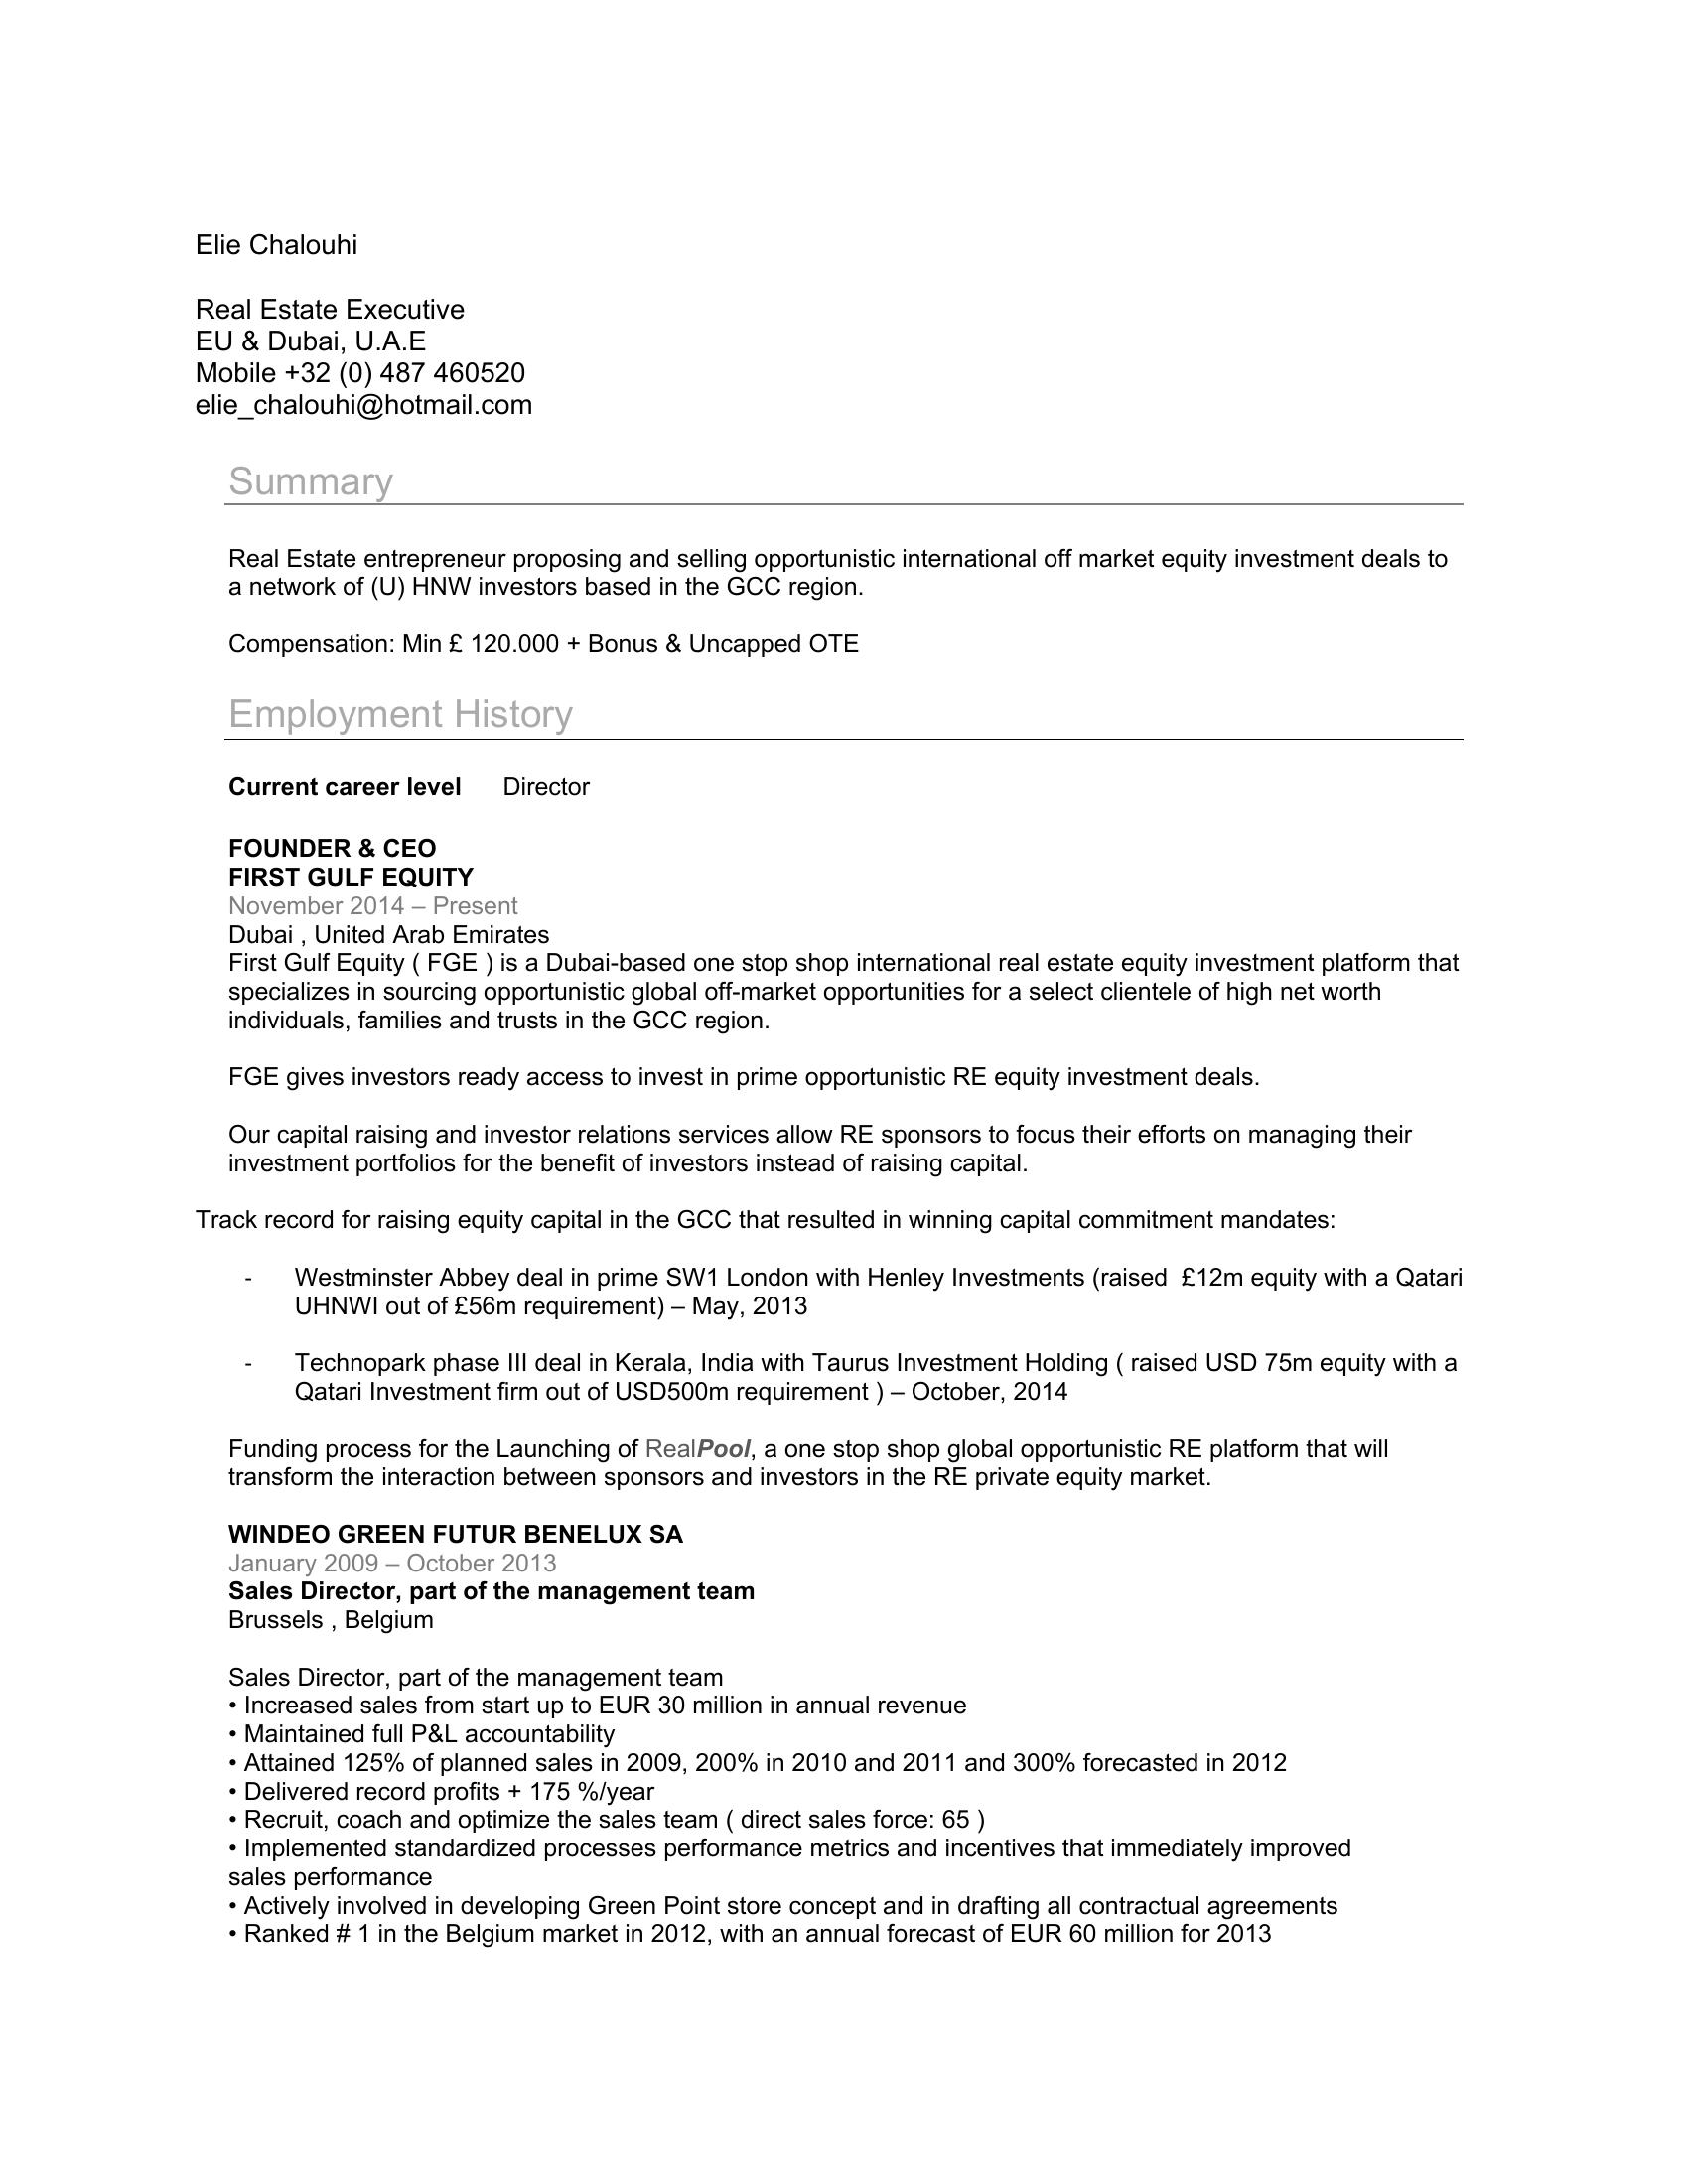 Elie Chalouhi
Real Estate Executive
EU & Dubai, U.A.E
Mobile +32 (0) 487 460520
elie_chalouhi@hotmail.com
Summary
Real Estate entrepreneur proposing and selling opportunistic international off market equity investment deals to
a network of (U) HNW investors based in the GCC region.
Compensation: Min £ 120.000 + Bonus & Uncapped OTE
Employment History
Current career level Director
FOUNDER & CEO
FIRST GULF EQUITY
November 2014 – Present
Dubai , United Arab Emirates
First Gulf Equity ( FGE ) is a Dubai-based one stop shop international real estate equity investment platform that
specializes in sourcing opportunistic global off-market opportunities for a select clientele of high net worth
individuals, families and trusts in the GCC region.
FGE gives investors ready access to invest in prime opportunistic RE equity investment deals.
Our capital raising and investor relations services allow RE sponsors to focus their efforts on managing their
investment portfolios for the benefit of investors instead of raising capital.
Track record for raising equity capital in the GCC that resulted in winning capital commitment mandates:
- Westminster Abbey deal in prime SW1 London with Henley Investments (raised £12m equity with a Qatari
UHNWI out of £56m requirement) – May, 2013
- Technopark phase III deal in Kerala, India with Taurus Investment Holding ( raised USD 75m equity with a
Qatari Investment firm out of USD500m requirement ) – October, 2014
Funding process for the Launching of RealPool, a one stop shop global opportunistic RE platform that will
transform the interaction between sponsors and investors in the RE private equity market.
WINDEO GREEN FUTUR BENELUX SA
January 2009 – October 2013
Sales Director, part of the management team
Brussels , Belgium
Sales Director, part of the management team
• Increased sales from start up to EUR 30 million in annual revenue
• Maintained full P&L accountability
• Attained 125% of planned sales in 2009, 200% in 2010 and 2011 and 300% forecasted in 2012
• Delivered record profits + 175 %/year
• Recruit, coach and optimize the sales team ( direct sales force: 65 )
• Implemented standardized processes performance metrics and incentives that immediately improved
sales performance
• Actively involved in developing Green Point store concept and in drafting all contractual agreements
• Ranked # 1 in the Belgium market in 2012, with an annual forecast of EUR 60 million for 2013